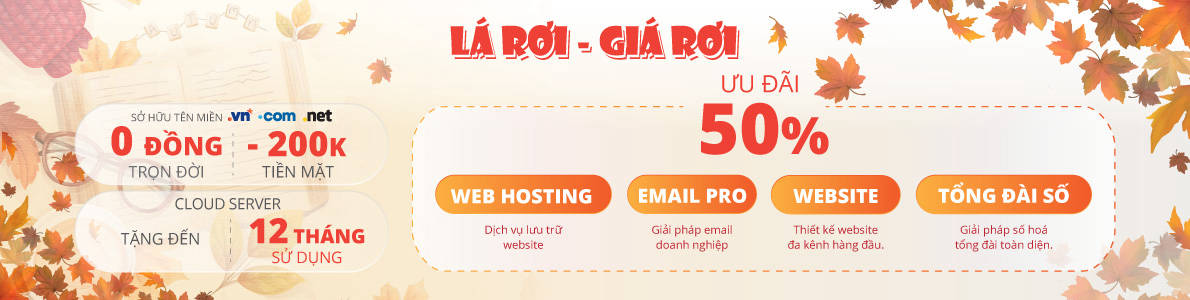 LÁ RƠI - GIÁ RƠI
SỞ HỮU TÊN MIỀN .vn .com .net
0 ĐỒNG
TRỌN ĐỜI
- 200K
TIỀN MẶT
CLOUD SERVER
TẶNG ĐẾN
12 THÁNG
SỬ DỤNG
ƯU ĐÃI
50%
WEB HOSTING
Dịch vụ lưu trữ
website
EMAIL PRO
Giải pháp email
doanh nghiệp
WEBSITE
Thiết kế website
đa kênh hàng đầu.
TỔNG ĐÀI SỐ
Giải pháp số hoá
tổng đài toàn diện.